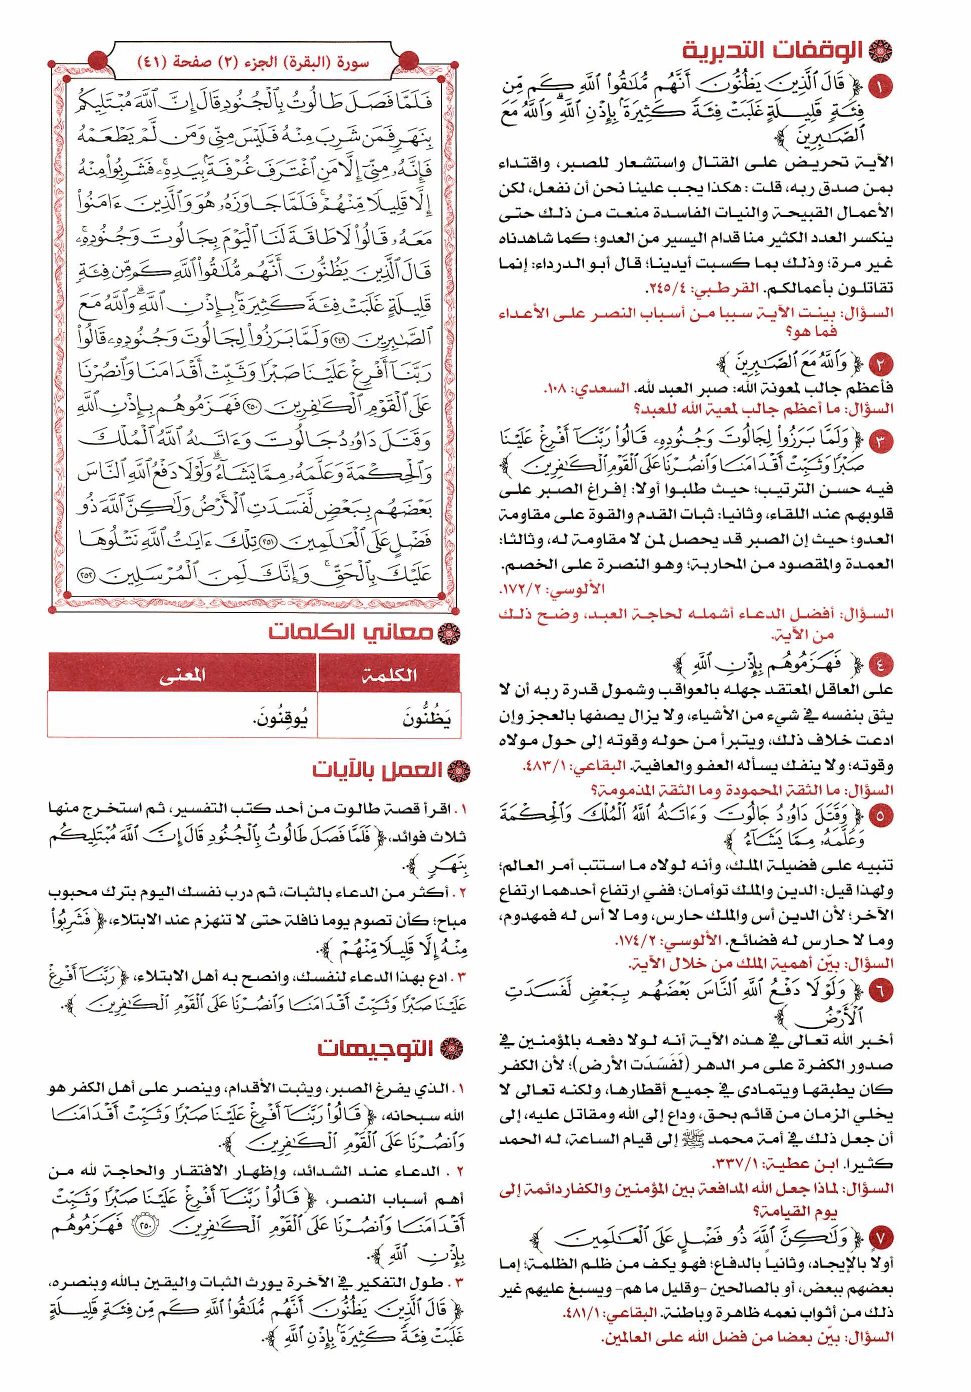 الوقفات التدبرية
١ ﴿ قَالَ ٱلَّذِينَ يَظُنُّونَ أَنَّهُم مُّلَٰقُوا۟ ٱللَّهِ كَم مِّن
فِئَةٍ قَلِيلَةٍ غَلَبَتْ فِئَةً كَثِيرَةًۢ بِإِذْنِ ٱللَّهِ ۗ وَٱللَّهُ مَعَ
ٱلصَّٰبِرِينَ ﴾
الآية تحريض على القتال واستشعار للصبر، واقتداء
بمن صدق ربه، قلت : هكذا يجب علينا نحن أن نفعل، لكن
الأعمال القبيحة والنيات الفاسدة منعت من ذلك حتى
ينكسر العدد الكثير منا قدام اليسير من العدو؛ كما شاهدناه
غير مرة؛ وذلك بما كسبت أيدينا؛ قال أبو الدرداء: إنما
تقاتلون بأعمالكم. القرطبي: ٢٤٥/٤.
السؤال: بينت الآية سببا من أسباب النصر على الأعداء
فما هو؟
٢ ﴿ وَٱللَّهُ مَعَ ٱلصَّٰبِرِينَ ﴾
فأعظم جالب لمعونة الله: صبر العبد لله. السعدي: ١٠٨.
السؤال: ما أعظم جالب لمعية الله للعبد؟
٣ ﴿ وَلَمَّا بَرَزُوا۟ لِجَالُوتَ وَجُنُودِهِۦ قَالُوا۟ رَبَّنَآ أَفْرِغْ عَلَيْنَا
صَبْرًا وَثَبِّتْ أَقْدَامَنَا وَٱنصُرْنَا عَلَى ٱلْقَوْمِ ٱلْكَٰفِرِينَ ﴾
فيه حسن الترتيب؛ حيث طلبوا أولا: إفراغ الصبر على
قلوبهم عند اللقاء، وثانيا: ثبات القدم والقوة على مقاومة
العدو؛ حيث إن الصبر قد يحصل لمن لا مقاومة له، وثالثا:
العمدة والمقصود من المحاربة؛ وهو النصرة على الخصم.
الألوسي: ١٧٢/٢.
السؤال: أفضل الدعاء أشمله لحاجة العبد، وضح ذلك
من الآية.
٤ ﴿ فَهَزَمُوهُم بِإِذْنِ ٱللَّهِ ﴾
على العاقل المعتقد جهله بالعواقب وشمول قدرة ربه أن لا
يثق بنفسه في شيء من الأشياء، ولا يزال يصفها بالعجز وإن
ادعت خلاف ذلك، ويتبرأ من حوله وقوته إلى حول مولاه
وقوته؛ ولا ينفك يسأله العفو والعافية. البقاعي: ٤٨٣/١.
السؤال: ما الثقة المحمودة وما الثقة المذمومة؟
٥ ﴿ وَقَتَلَ دَاوُۥدُ جَالُوتَ وَءَاتَىٰهُ ٱللَّهُ ٱلْمُلْكَ وَٱلْحِكْمَةَ
وَعَلَّمَهُۥ مِمَّا يَشَآءُ ﴾
تنبيه على فضيلة الملك، وأنه لولاه ما استتب أمر العالم؛
ولهذا قيل: الدين والملك توأمان؛ ففي ارتفاع أحدهما ارتفاع
الآخر؛ لأن الدين أس والملك حارس، وما لا أس له فمهدوم،
وما لا حارس له فضائع. الألوسي: ١٧٤/٢.
السؤال: بيّن أهمية الملك من خلال الآية.
٦ ﴿ وَلَوْلَا دَفْعُ ٱللَّهِ ٱلنَّاسَ بَعْضَهُم بِبَعْضٍ لَّفَسَدَتِ
ٱلْأَرْضُ ﴾
أخبر الله تعالى في هذه الآية أنه لولا دفعه بالمؤمنين في
صدور الكفرة على مر الدهر (لَفَسَدَت الأرض)؛ لأن الكفر
كان يطبقها ويتمادى في جميع أقطارها، ولكنه تعالى لا
يخلي الزمان من قائم بحق، وداع إلى الله ومقاتل عليه، إلى
أن جعل ذلك في أمة محمد ﷺ إلى قيام الساعة، له الحمد
كثيرا. ابن عطية: ٣٣٧/١.
السؤال: لماذا جعل الله المدافعة بين المؤمنين والكفار دائمة إلى
يوم القيامة؟
٧ ﴿ وَلَٰكِنَّ ٱللَّهَ ذُو فَضْلٍ عَلَى ٱلْعَٰلَمِينَ ﴾
أولا بالإيجاد، وثانياً بالدفاع؛ فهو يكف من ظلم الظلمة؛ إما
بعضهم ببعض، أو بالصالحين -وقليل ما هم- ويسبغ عليهم غير
ذلك من أثواب نعمه ظاهرة وباطنة. البقاعي: ٤٨١/١.
السؤال: بيّن بعضا من فضل الله على العالمين.
سورة (البقرة) الجزء (٢) صفحة (٤١)
فَلَمَّا فَصَلَ طَالُوتُ بِٱلْجُنُودِ قَالَ إِنَّ ٱللَّهَ مُبْتَلِيكُم
بِنَهَرٍ فَمَن شَرِبَ مِنْهُ فَلَيْسَ مِنِّى وَمَن لَّمْ يَطْعَمْهُ
فَإِنَّهُۥ مِنِّىٓ إِلَّا مَنِ ٱغْتَرَفَ غُرْفَةًۢ بِيَدِهِۦ ۚ فَشَرِبُوا۟ مِنْهُ
إِلَّا قَلِيلًا مِّنْهُمْ ۚ فَلَمَّا جَاوَزَهُۥ هُوَ وَٱلَّذِينَ ءَامَنُوا۟
مَعَهُۥ قَالُوا۟ لَا طَاقَةَ لَنَا ٱلْيَوْمَ بِجَالُوتَ وَجُنُودِهِۦ ۚ
قَالَ ٱلَّذِينَ يَظُنُّونَ أَنَّهُم مُّلَٰقُوا۟ ٱللَّهِ كَم مِّن فِئَةٍ
قَلِيلَةٍ غَلَبَتْ فِئَةً كَثِيرَةًۢ بِإِذْنِ ٱللَّهِ ۗ وَٱللَّهُ مَعَ
ٱلصَّٰبِرِينَ ٢٤٩ وَلَمَّا بَرَزُوا۟ لِجَالُوتَ وَجُنُودِهِۦ قَالُوا۟
رَبَّنَآ أَفْرِغْ عَلَيْنَا صَبْرًا وَثَبِّتْ أَقْدَامَنَا وَٱنصُرْنَا
عَلَى ٱلْقَوْمِ ٱلْكَٰفِرِينَ ٢٥٠ فَهَزَمُوهُم بِإِذْنِ ٱللَّهِ
وَقَتَلَ دَاوُۥدُ جَالُوتَ وَءَاتَىٰهُ ٱللَّهُ ٱلْمُلْكَ
وَٱلْحِكْمَةَ وَعَلَّمَهُۥ مِمَّا يَشَآءُ ۗ وَلَوْلَا دَفْعُ ٱللَّهِ ٱلنَّاسَ
بَعْضَهُم بِبَعْضٍ لَّفَسَدَتِ ٱلْأَرْضُ وَلَٰكِنَّ ٱللَّهَ ذُو
فَضْلٍ عَلَى ٱلْعَٰلَمِينَ ٢٥١ تِلْكَ ءَايَٰتُ ٱللَّهِ نَتْلُوهَا
عَلَيْكَ بِٱلْحَقِّ ۚ وَإِنَّكَ لَمِنَ ٱلْمُرْسَلِينَ ٢٥٢
معاني الكلمات
الكلمة المعنى
يَظُنُّونَ يُوقِنُونَ.
العمل بالآيات
١. اقرأ قصة طالوت من أحد كتب التفسير، ثم استخرج منها
ثلاث فوائد، ﴿ فَلَمَّا فَصَلَ طَالُوتُ بِٱلْجُنُودِ قَالَ إِنَّ ٱللَّهَ مُبْتَلِيكُم
بِنَهَرٍ ﴾.
٢. أكثر من الدعاء بالثبات، ثم درب نفسك اليوم بترك محبوب
مباح؛ كأن تصوم يوما نافلة حتى لا تنهزم عند الابتلاء، ﴿ فَشَرِبُوا۟
مِنْهُ إِلَّا قَلِيلًا مِّنْهُمْ ﴾.
٣. ادع بهذا الدعاء لنفسك، وانصح به أهل الابتلاء، ﴿ رَبَّنَآ أَفْرِغْ
عَلَيْنَا صَبْرًا وَثَبِّتْ أَقْدَامَنَا وَٱنصُرْنَا عَلَى ٱلْقَوْمِ ٱلْكَٰفِرِينَ ﴾.
التوجيهات
١. الذي يفرغ الصبر، ويثبت الأقدام، وينصر على أهل الكفر هو
الله سبحانه، ﴿ قَالُوا۟ رَبَّنَآ أَفْرِغْ عَلَيْنَا صَبْرًا وَثَبِّتْ أَقْدَامَنَا
وَٱنصُرْنَا عَلَى ٱلْقَوْمِ ٱلْكَٰفِرِينَ ﴾.
٢. الدعاء عند الشدائد، وإظهار الافتقار والحاجة لله من
أهم أسباب النصر، ﴿ قَالُوا۟ رَبَّنَآ أَفْرِغْ عَلَيْنَا صَبْرًا وَثَبِّتْ
أَقْدَامَنَا وَٱنصُرْنَا عَلَى ٱلْقَوْمِ ٱلْكَٰفِرِينَ ٢٥٠ فَهَزَمُوهُم
بِإِذْنِ ٱللَّهِ ﴾.
٣. طول التفكير في الآخرة يورث الثبات واليقين بالله وبنصره،
﴿ قَالَ ٱلَّذِينَ يَظُنُّونَ أَنَّهُم مُّلَٰقُوا۟ ٱللَّهِ كَم مِّن فِئَةٍ قَلِيلَةٍ
غَلَبَتْ فِئَةً كَثِيرَةًۢ بِإِذْنِ ٱللَّهِ ﴾.